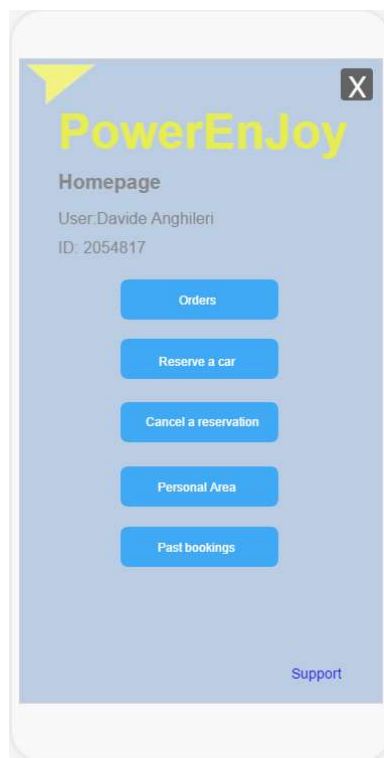 X
PowerEnJoy
Homepage
User:Davide Anghileri
ID: 2054817
Orders
Reserve a car
Cancel a reservation
Personal Area
Past bookings
Support